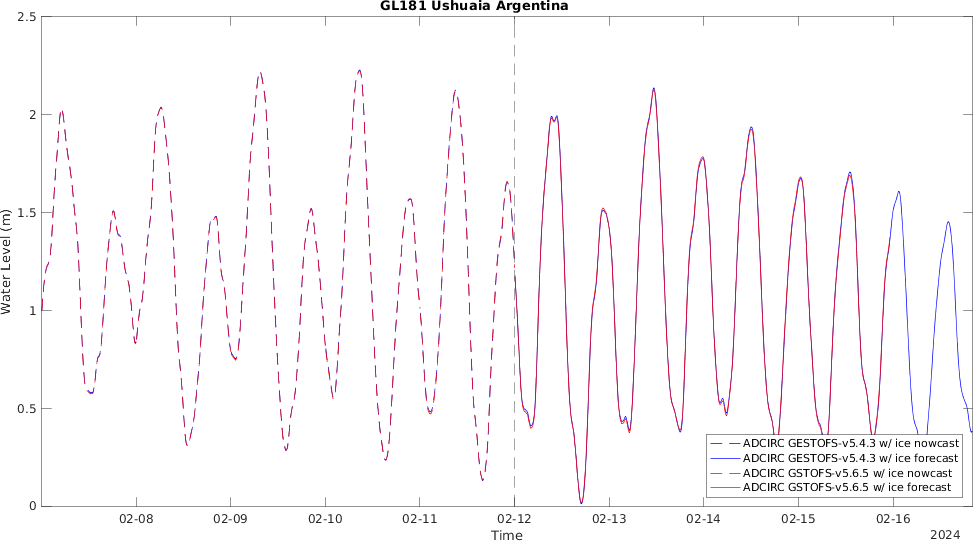 GL181 Ushuaia Argentina
2.5
2
1.5
1
0.5
0
Water Level (m)
02-08
02-09
02-10
02-11
02-12
02-13
02-14
02-15
02-16
Time
2024
ADCIRC GESTOFS-v5.4.3 w/ ice nowcast
ADCIRC GESTOFS-v5.4.3 w/ ice forecast
ADCIRC GSTOFS-v5.6.5 w/ ice nowcast
ADCIRC GSTOFS-v5.6.5 w/ ice forecast